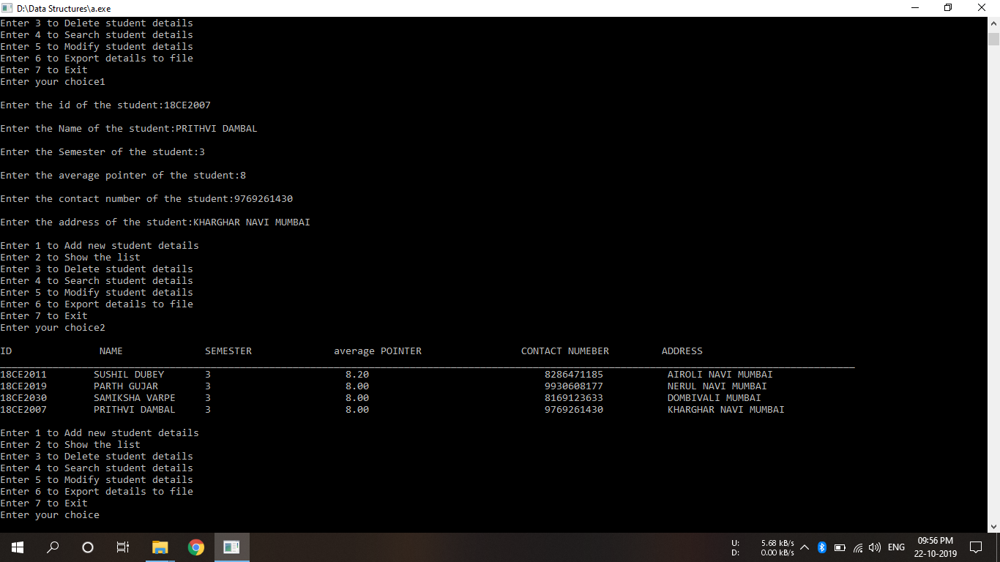 D:\Data Structures\a.exe
Enter 3 to Delete student details
Enter 4 to Search student details
Enter 5 to Modify student details
Enter 6 to Export details to file
Enter 7 to Exit
Enter your choice1
Enter the id of the student:18CE2007
Enter the Name of the student:PRITHVI DAMBAL
Enter the Semester of the student:3
Enter the average pointer of the student:8
Enter the contact number of the student:9769261430
Enter the address of the student:KHARGHAR NAVI MUMBAI
Enter 1 to Add new student details
Enter 2 to Show the list
Enter 3 to Delete student details
Enter 4 to Search student details
Enter 5 to Modify student details
Enter 6 to Export details to file
Enter 7 to Exit
Enter your choice2
ID NAME SEMESTER average POINTER CONTACT NUMEBER ADDRESS
18CE2011 SUSHIL DUBEY 3 8.20 8286471185 AIROLI NAVI MUMBAI
18CE2019 PARTH GUJAR 3 8.00 9930608177 NERUL NAVI MUMBAI
18CE2030 SAMIKSHA VARPE 3 8.00 8169123633 DOMBIVALI MUMBAI
18CE2007 PRITHVI DAMBAL 3 8.00 9769261430 KHARGHAR NAVI MUMBAI
Enter 1 to Add new student details
Enter 2 to Show the list
Enter 3 to Delete student details
Enter 4 to Search student details
Enter 5 to Modify student details
Enter 6 to Export details to file
Enter 7 to Exit
Enter your choice
U: 5.68 kB/s
D: 0.00 kB/s
ENG
09:56 PM
22-10-2019